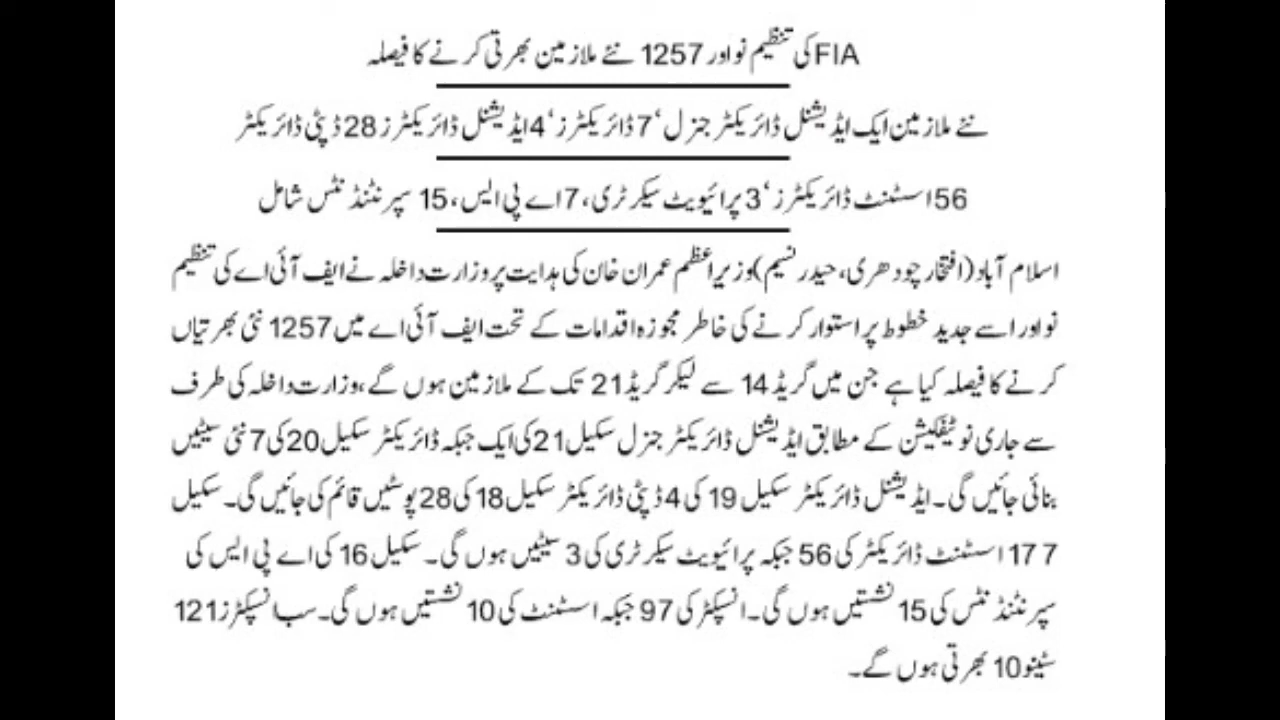 FIA کی تنظیم نو اور 1257 نئے ملازمین بھرتی کرنے کا فیصلہ
نئے ملازمین ایک ایڈیشنل ڈائریکٹر جنرل‘ 7 ڈائریکٹرز‘ 4 ایڈیشنل ڈائریکٹرز 28 ڈپٹی ڈائریکٹر
56 اسسٹنٹ ڈائریکٹرز‘ 3 پرائیویٹ سیکرٹری، 7 اے پی ایس، 15 سپرنٹنڈنٹس شامل
اسلام آباد (افتخار چودھری، حیدر نسیم) وزیراعظم عمران خان کی ہدایت پر وزارت داخلہ نے ایف آئی اے کی تنظیم
نو اور اسے جدید خطوط پر استوار کرنے کی خاطر مجوزہ اقدامات کے تحت ایف آئی اے میں 1257 نئی بھرتیاں
کرنے کا فیصلہ کیا ہے جن میں گریڈ 14 سے لیکر گریڈ 21 تک کے ملازمین ہوں گے، وزارت داخلہ کی طرف
سے جاری نوٹیفکیشن کے مطابق ایڈیشنل ڈائریکٹر جنرل سکیل 21 کی ایک جبکہ ڈائریکٹر سکیل 20 کی 7 نئی سیٹیں
بنائی جائیں گی۔ ایڈیشنل ڈائریکٹر سکیل 19 کی 4 ڈپٹی ڈائریکٹر سکیل 18 کی 28 پوسٹیں قائم کی جائیں گی۔ سکیل
7 17 اسسٹنٹ ڈائریکٹر کی 56 جبکہ پرائیویٹ سیکرٹری کی 3 سیٹیں ہوں گی۔ سکیل 16 کی اے پی ایس کی
سپرنٹنڈنٹس کی 15 نشستیں ہوں گی۔ انسپکٹر کی 97 جبکہ اسسٹنٹ کی 10 نشستیں ہوں گی۔ سب انسپکٹرز 121
سٹینو 10 بھرتی ہوں گے۔